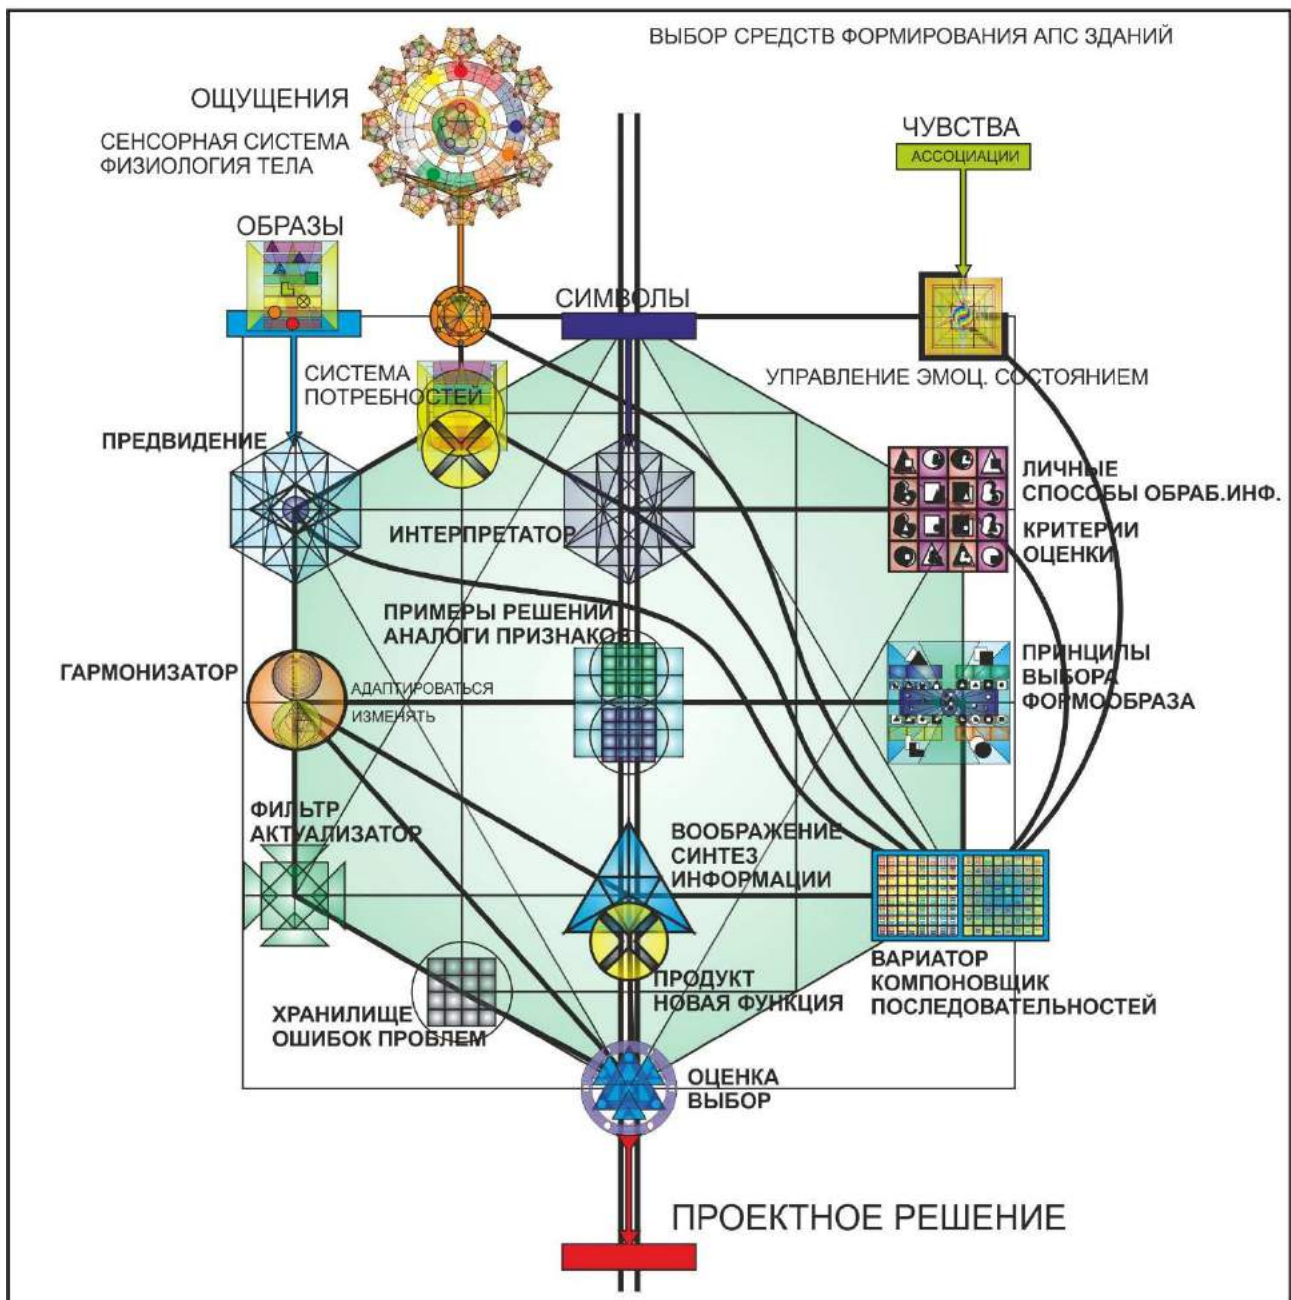 ВЫБОР СРЕДСТВ ФОРМИРОВАНИЯ АПС ЗДАНИЙ
ОЩУЩЕНИЯ
СЕНСОРНАЯ СИСТЕМА
ФИЗИОЛОГИЯ ТЕЛА
ЧУВСТВА
АССОЦИАЦИИ
ОБРАЗЫ
СИМВОЛЫ
СИСТЕМА
ПОТРЕБНОСТЕЙ
УПРАВЛЕНИЕ ЭМОЦ. СОСТОЯНИЕМ
ПРЕДВИДЕНИЕ
ЛИЧНЫЕ
СПОСОБЫ ОБРАБ.ИНФ.
КРИТЕРИИ
ОЦЕНКИ
ИНТЕРПРЕТАТОР
ПРИМЕРЫ РЕШЕНИЙ
АНАЛОГИ ПРИЗНАКОВ
ГАРМОНИЗАТОР
АДАПТИРОВАТЬСЯ
ИЗМЕНЯТЬ
ПРИНЦИПЫ
ВЫБОРА
ФОРМООБРАЗА
ФИЛЬТР
АКТУАЛИЗАТОР
ВООБРАЖЕНИЕ
СИНТЕЗ
ИНФОРМАЦИИ
ВАРИАТОР
КОМПОНОВЩИК
ПОСЛЕДОВАТЕЛЬНОСТЕЙ
ПРОДУКТ
НОВАЯ ФУНКЦИЯ
ХРАНИЛИЩЕ
ОШИБОК ПРОБЛЕМ
ОЦЕНКА
ВЫБОР
ПРОЕКТНОЕ РЕШЕНИЕ